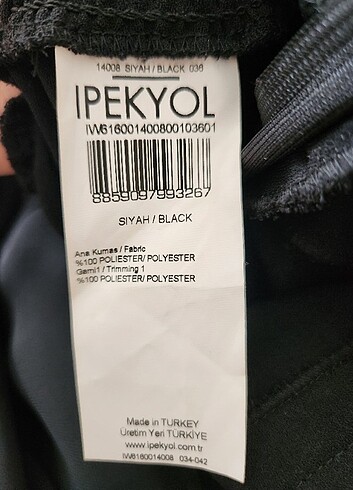 14008 SIYAH / BLACK 036
IPEKYOL
IW616001400800103601
8859097993267
SIYAH / BLACK
Ana Kumas / Fabric
%100 POLIESTER/ POLYESTER
Garni1 / Trimming 1
%100 POLIESTER/ POLYESTER
Made in TURKEY
Üretim Yeri TÜRKİYE
www.ipekyol.com.tr
IW6160014008 034-042